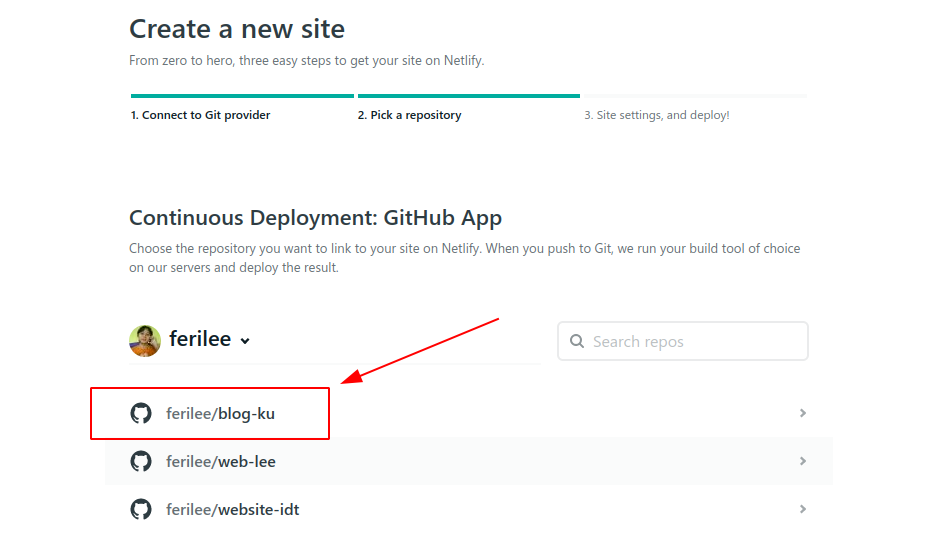 Create a new site
From zero to hero, three easy steps to get your site on Netlify.
1. Connect to Git provider
2. Pick a repository
3. Site settings, and deploy!
Continuous Deployment: GitHub App
Choose the repository you want to link to your site on Netlify. When you push to Git, we run your build tool of choice
on our servers and deploy the result.
ferilee
Search repos
ferilee/blog-ku
ferilee/web-lee
ferilee/website-idt